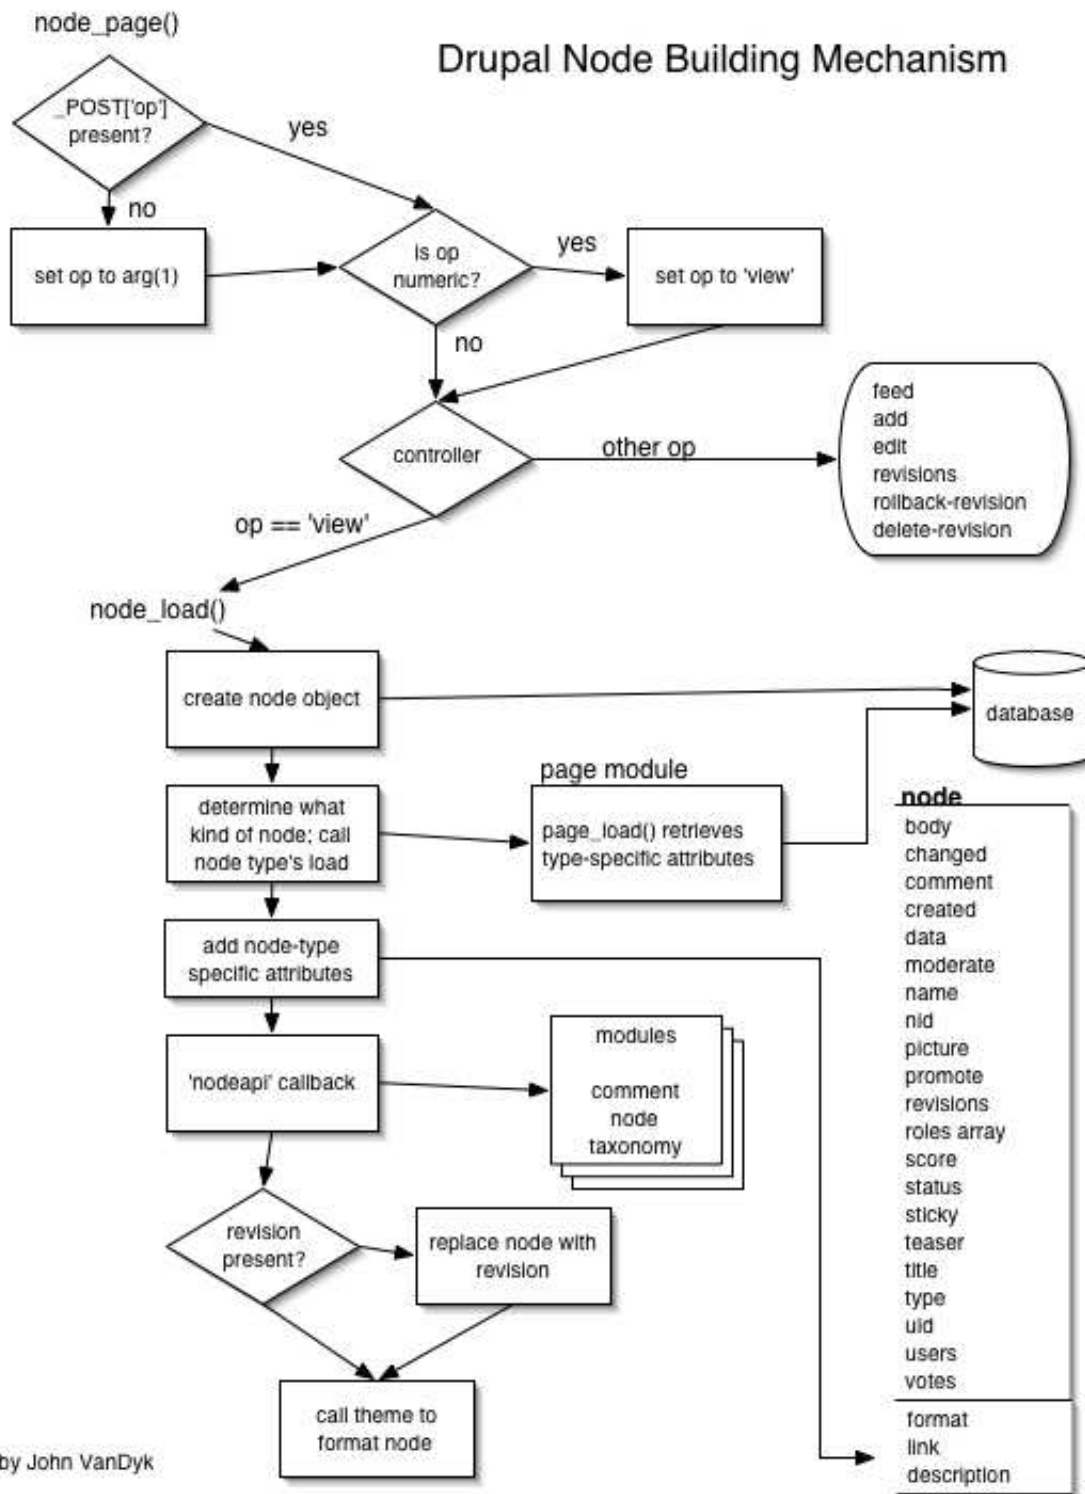 node_page()
Drupal Node Building Mechanism
_POST['op']
present?
yes
no
set op to arg(1)
is op
numeric?
yes
set op to 'view'
no
controller
other op
feed
add
edit
revisions
rollback-revision
delete-revision
op == 'view'
node_load()
create node object
database
determine what
kind of node; call
node type's load
page module
page_load() retrieves
type-specific attributes
add node-type
specific attributes
'nodeapi' callback
modules
comment
node
taxonomy
revision
present?
replace node with
revision
call theme to
format node
node
body
changed
comment
created
data
moderate
name
nid
picture
promote
revisions
roles array
score
status
sticky
teaser
title
type
uid
users
votes
format
link
description
by John VanDyk